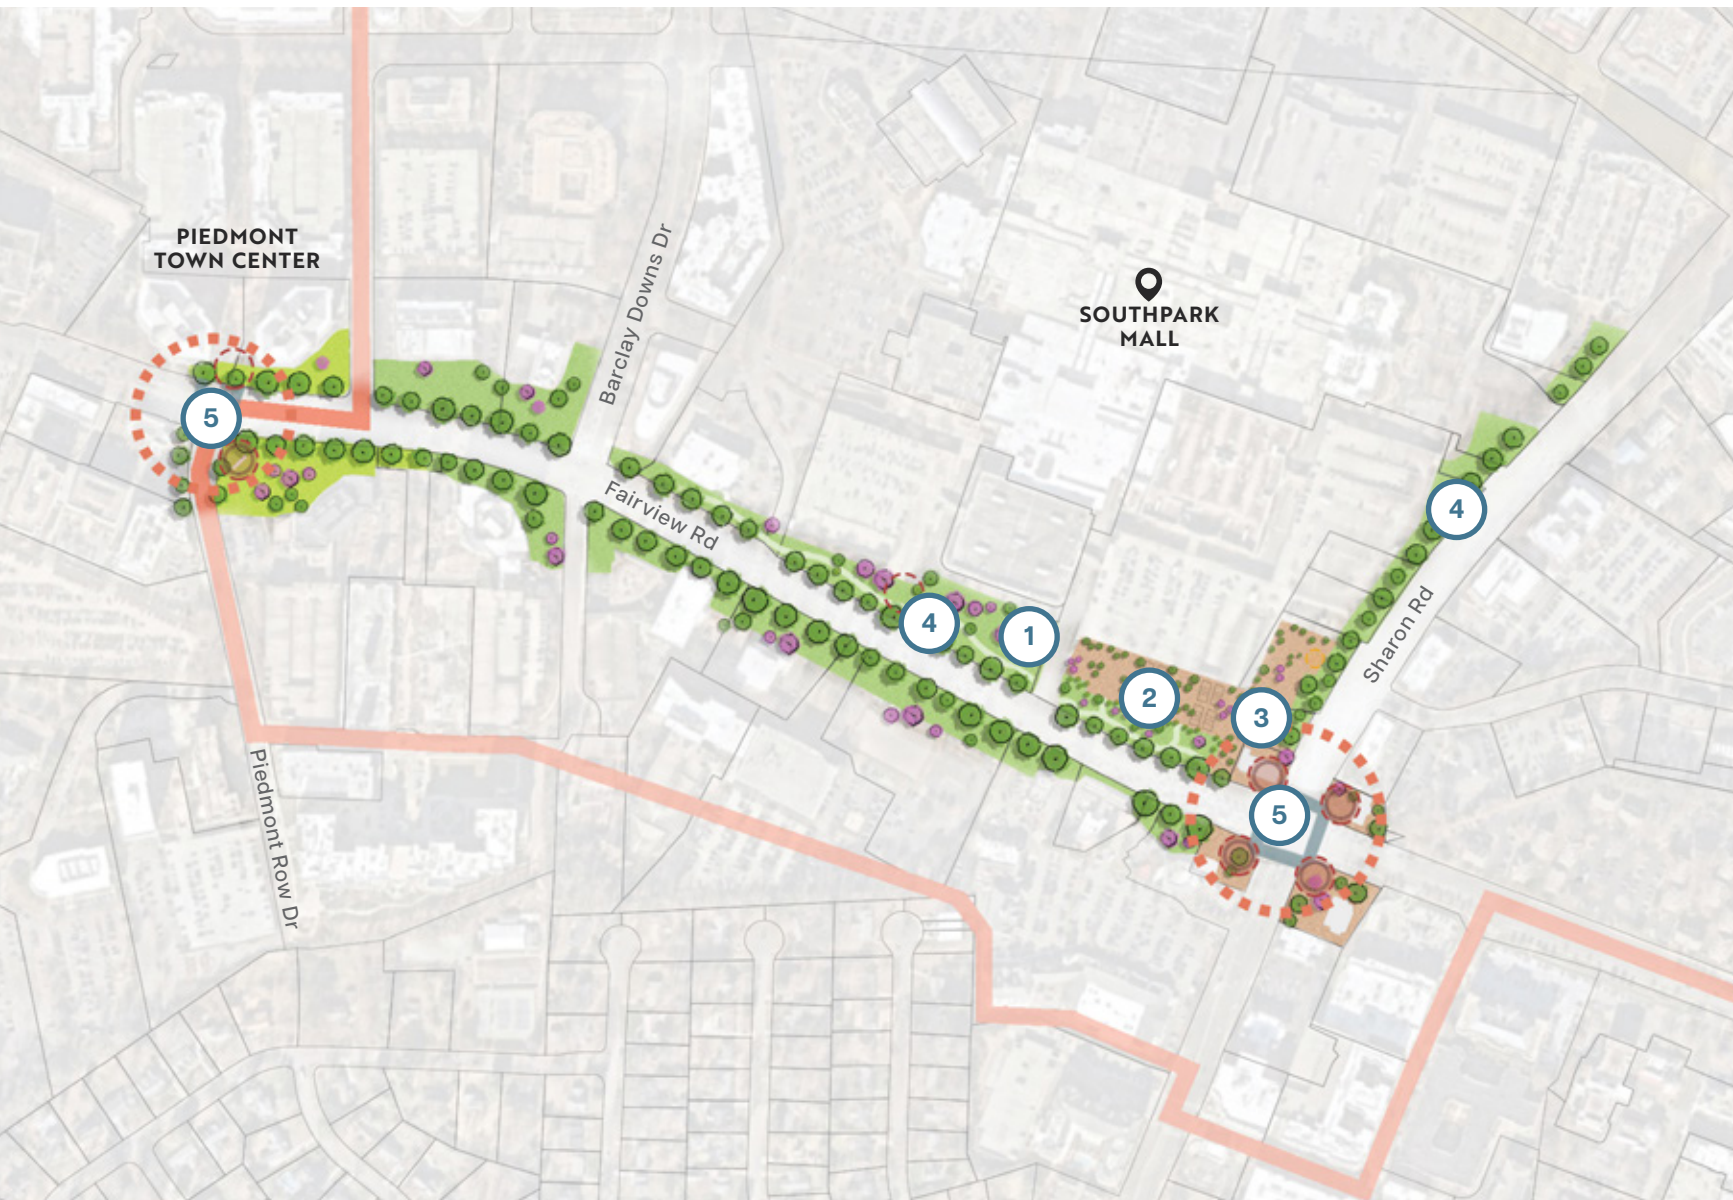 PIEDMONT
TOWN CENTER
Barclay Downs Dr
SOUTHPARK
MALL
5
Fairview Rd
4
4
1
Sharon Rd
2
3
5
Piedmont Row Dr